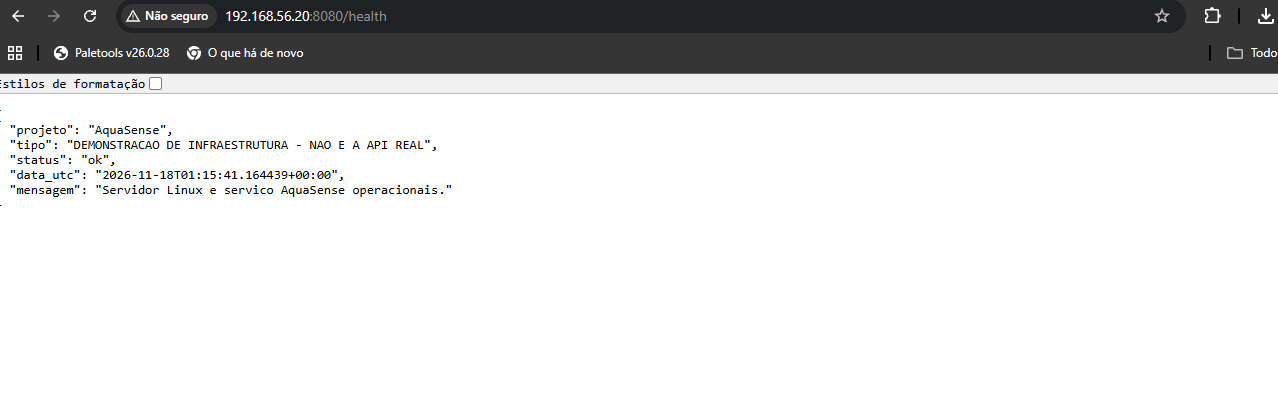 Não seguro 192.168.56.20:8080/health
Paletools v26.0.28 O que há de novo Todo
Estilos de formatação
{
"projeto": "AquaSense",
"tipo": "DEMONSTRACAO DE INFRAESTRUTURA - NAO E A API REAL",
"status": "ok",
"data_utc": "2026-11-18T01:15:41.164439+00:00",
"mensagem": "Servidor Linux e servico AquaSense operacionais."
}